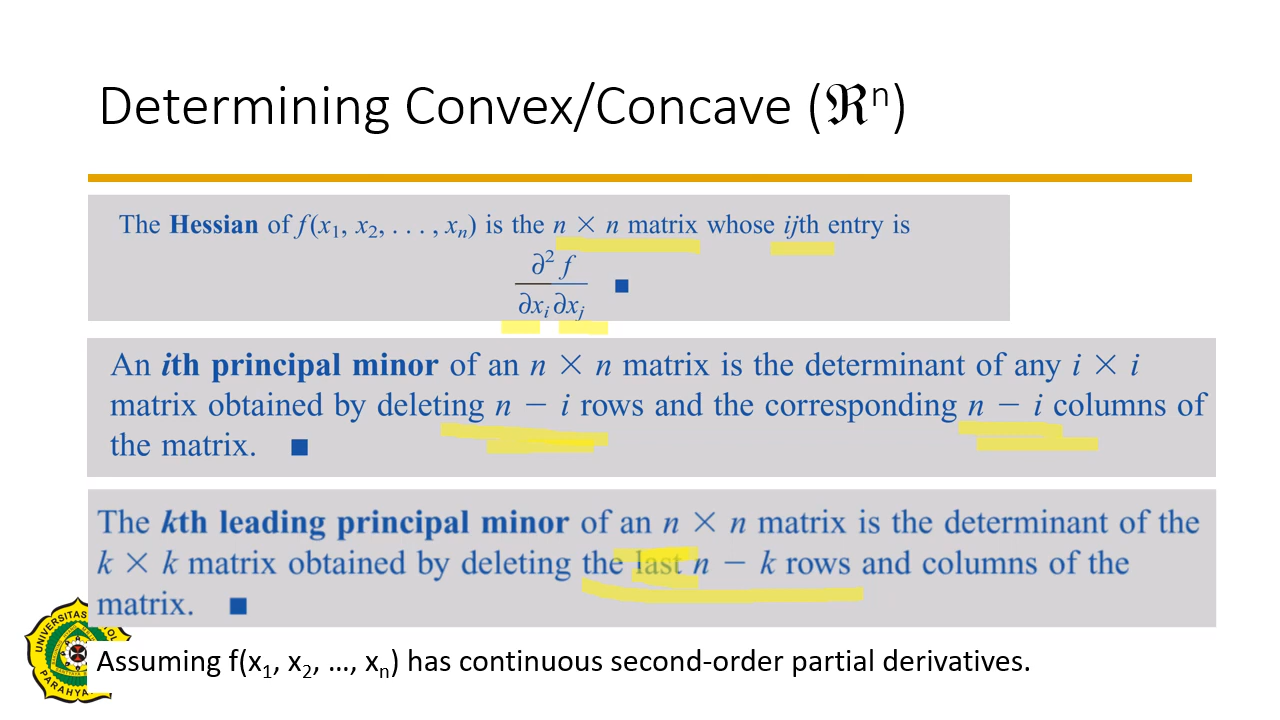 Determining Convex/Concave (ℜⁿ)
The Hessian of f(x₁, x₂, . . . , xₙ) is the n × n matrix whose ijth entry is
∂² f
∂xᵢ ∂xⱼ ■
An ith principal minor of an n × n matrix is the determinant of any i × i
matrix obtained by deleting n − i rows and the corresponding n − i columns of
the matrix. ■
The kth leading principal minor of an n × n matrix is the determinant of the
k × k matrix obtained by deleting the last n − k rows and columns of the
matrix. ■
UNIVERSITAS
PARAHYA
Assuming f(x₁, x₂, …, xₙ) has continuous second-order partial derivatives.